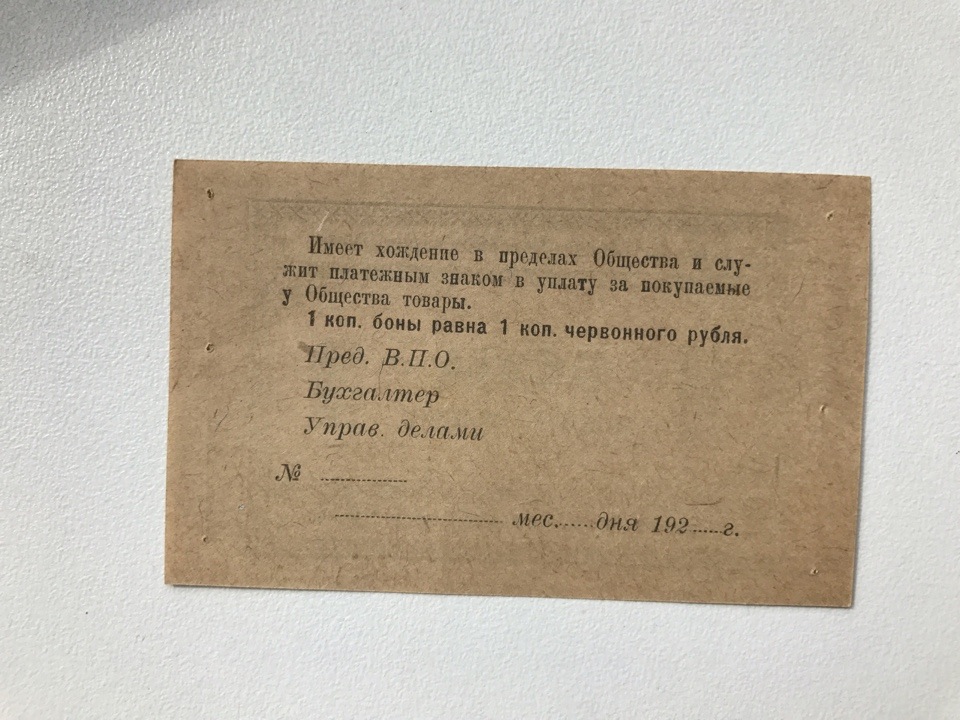 Имеет хождение в пределах Общества и слу-
жит платежным знаком в уплату за покупаемые
у Общества товары.
1 коп. боны равна 1 коп. червонного рубля.
Пред. В.П.О.
Бухгалтер
Управ. делами
№ ..............
........................... мес......дня 192.....г.